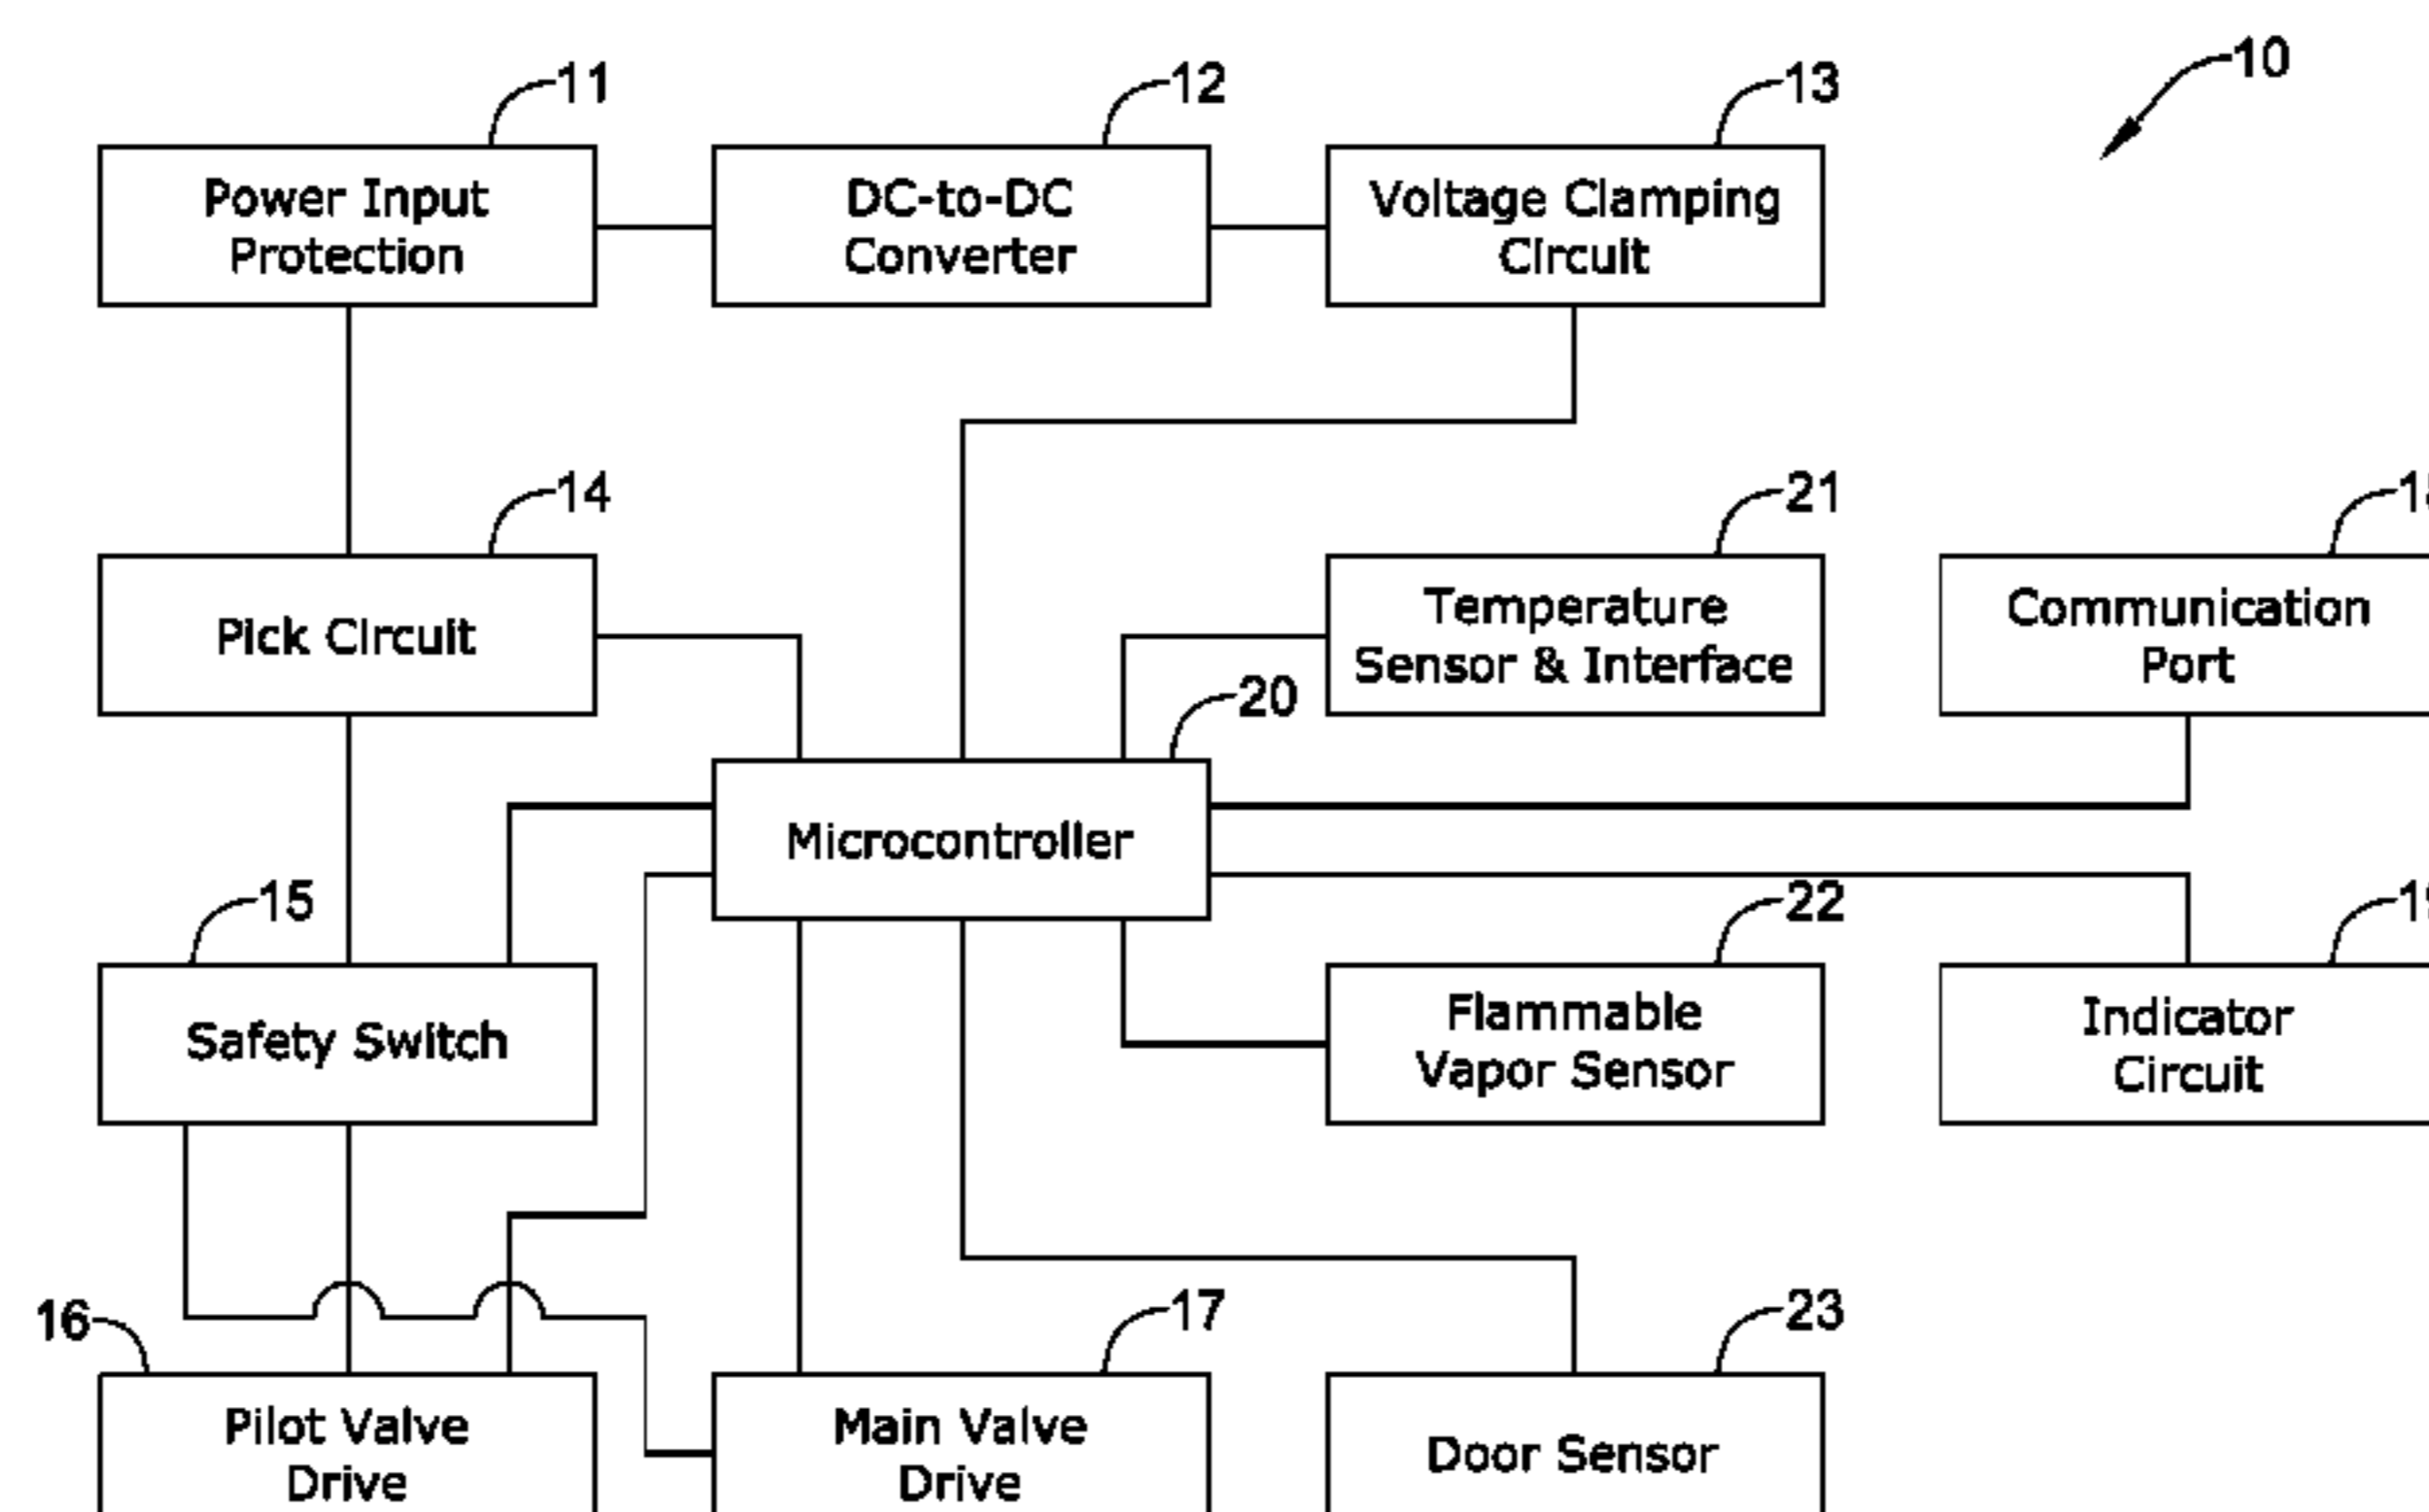 10
11
12
13
Power Input
Protection
DC-to-DC
Converter
Voltage Clamping
Circuit
14
21
Pick Circuit
Temperature
Sensor & Interface
Communication
Port
20
Microcontroller
15
22
Safety Switch
Flammable
Vapor Sensor
Indicator
Circuit
16
17
23
Pilot Valve
Drive
Main Valve
Drive
Door Sensor